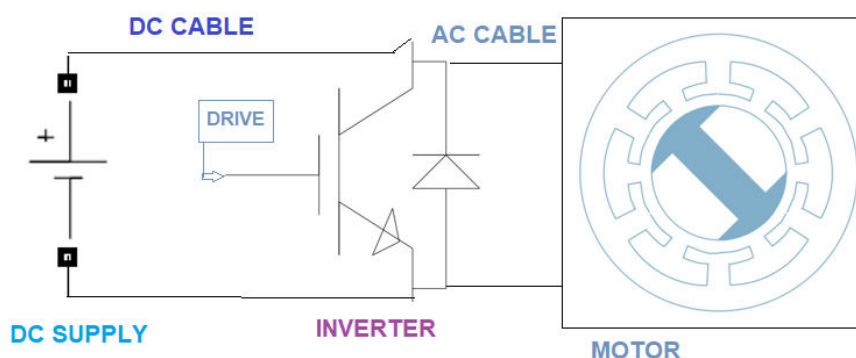 DC CABLE
AC CABLE
DRIVE
+
DC SUPPLY
INVERTER
MOTOR